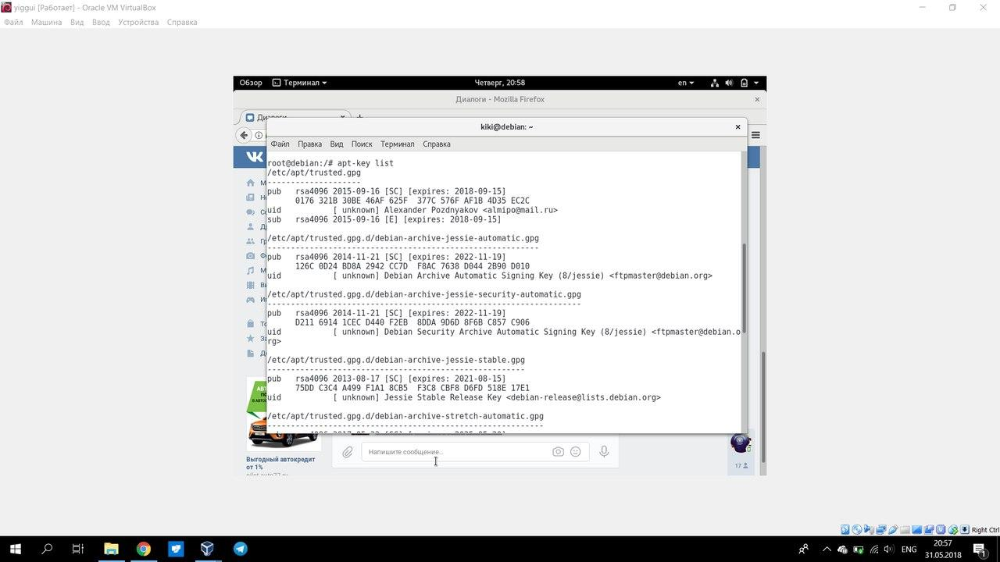 yiggui [Работает] - Oracle VM VirtualBox
Файл Машина Вид Ввод Устройства Справка
Обзор Терминал Четверг, 20:58 en
Диалоги - Mozilla Firefox
Диалоги
kiki@debian: ~
Файл Правка Вид Поиск Терминал Справка
root@debian:/# apt-key list
/etc/apt/trusted.gpg
--------------------
pub   rsa4096 2015-09-16 [SC] [expires: 2018-09-15]
      0176 321B 30BE 46AF 625F  377C 576F AF1B 4D35 EC2C
uid           [ unknown] Alexander Pozdnyakov <almipo@mail.ru>
sub   rsa4096 2015-09-16 [E] [expires: 2018-09-15]
/etc/apt/trusted.gpg.d/debian-archive-jessie-automatic.gpg
----------------------------------------------------------
pub   rsa4096 2014-11-21 [SC] [expires: 2022-11-19]
      126C 0D24 BD8A 2942 CC7D  F8AC 7638 D044 2B90 D010
uid           [ unknown] Debian Archive Automatic Signing Key (8/jessie) <ftpmaster@debian.org>
/etc/apt/trusted.gpg.d/debian-archive-jessie-security-automatic.gpg
-------------------------------------------------------------------
pub   rsa4096 2014-11-21 [SC] [expires: 2022-11-19]
      D211 6914 1CEC D440 F2EB  8DDA 9D6D 8F6B C857 C906
uid           [ unknown] Debian Security Archive Automatic Signing Key (8/jessie) <ftpmaster@debian.o
rg>
/etc/apt/trusted.gpg.d/debian-archive-jessie-stable.gpg
-------------------------------------------------------
pub   rsa4096 2013-08-17 [SC] [expires: 2021-08-15]
      75DD C3C4 A499 F1A1 8CB5  F3C8 CBF8 D6FD 518E 17E1
uid           [ unknown] Jessie Stable Release Key <debian-release@lists.debian.org>
/etc/apt/trusted.gpg.d/debian-archive-stretch-automatic.gpg
-----------------------------------------------------------
Напишите сообщение...
Выгодный автокредит
от 1%
17
Right Ctrl
ENG
20:57
31.05.2018